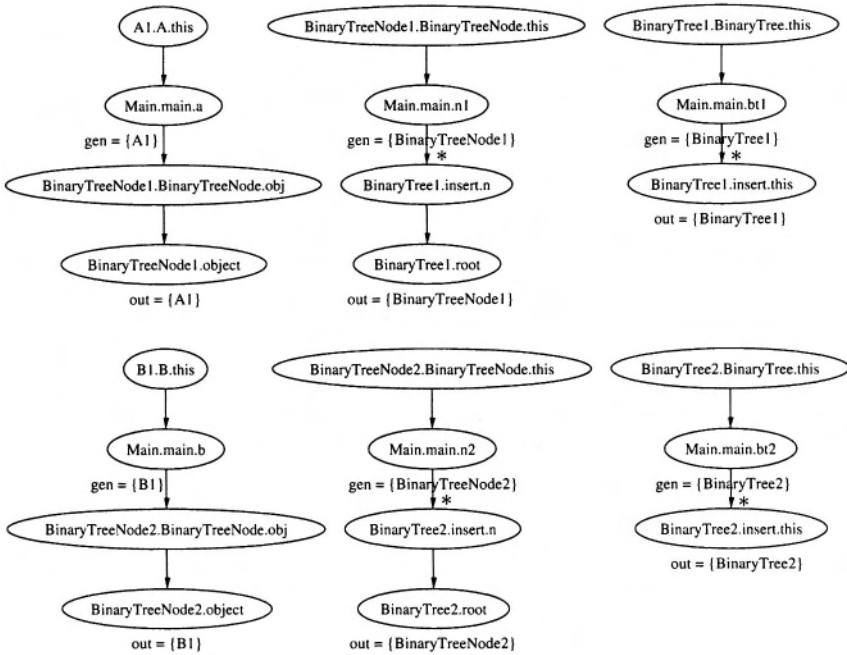 A1.A.this
BinaryTreeNode1.BinaryTreeNode.this
BinaryTree1.BinaryTree.this
Main.main.a
Main.main.n1
Main.main.bt1
gen = {A1}
gen = {BinaryTreeNode1}
gen = {BinaryTree1}
*
*
BinaryTreeNode1.BinaryTreeNode.obj
BinaryTree1.insert.n
BinaryTree1.insert.this
out = {BinaryTree1}
BinaryTreeNode1.object
BinaryTree1.root
out = {A1}
out = {BinaryTreeNode1}
B1.B.this
BinaryTreeNode2.BinaryTreeNode.this
BinaryTree2.BinaryTree.this
Main.main.b
Main.main.n2
Main.main.bt2
gen = {B1}
gen = {BinaryTreeNode2}
gen = {BinaryTree2}
*
*
BinaryTreeNode2.BinaryTreeNode.obj
BinaryTree2.insert.n
BinaryTree2.insert.this
out = {BinaryTree2}
BinaryTreeNode2.object
BinaryTree2.root
out = {B1}
out = {BinaryTreeNode2}